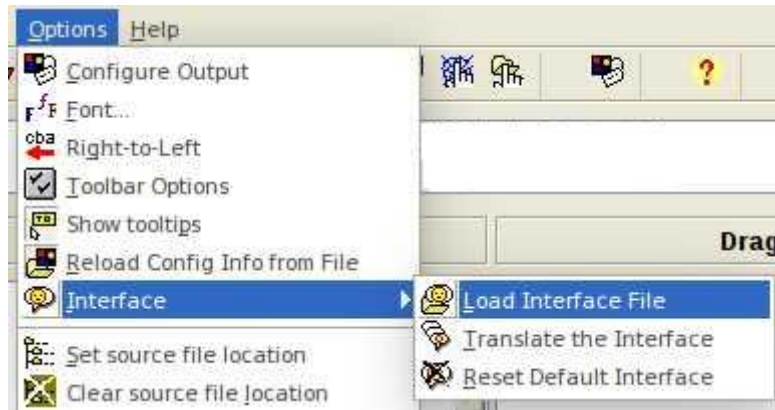 Options Help
Configure Output
Font...
Right-to-Left
Toolbar Options
Show tooltips
Reload Config Info from File
Interface
Set source file location
Clear source file location
Load Interface File
Translate the Interface
Reset Default Interface
Drag